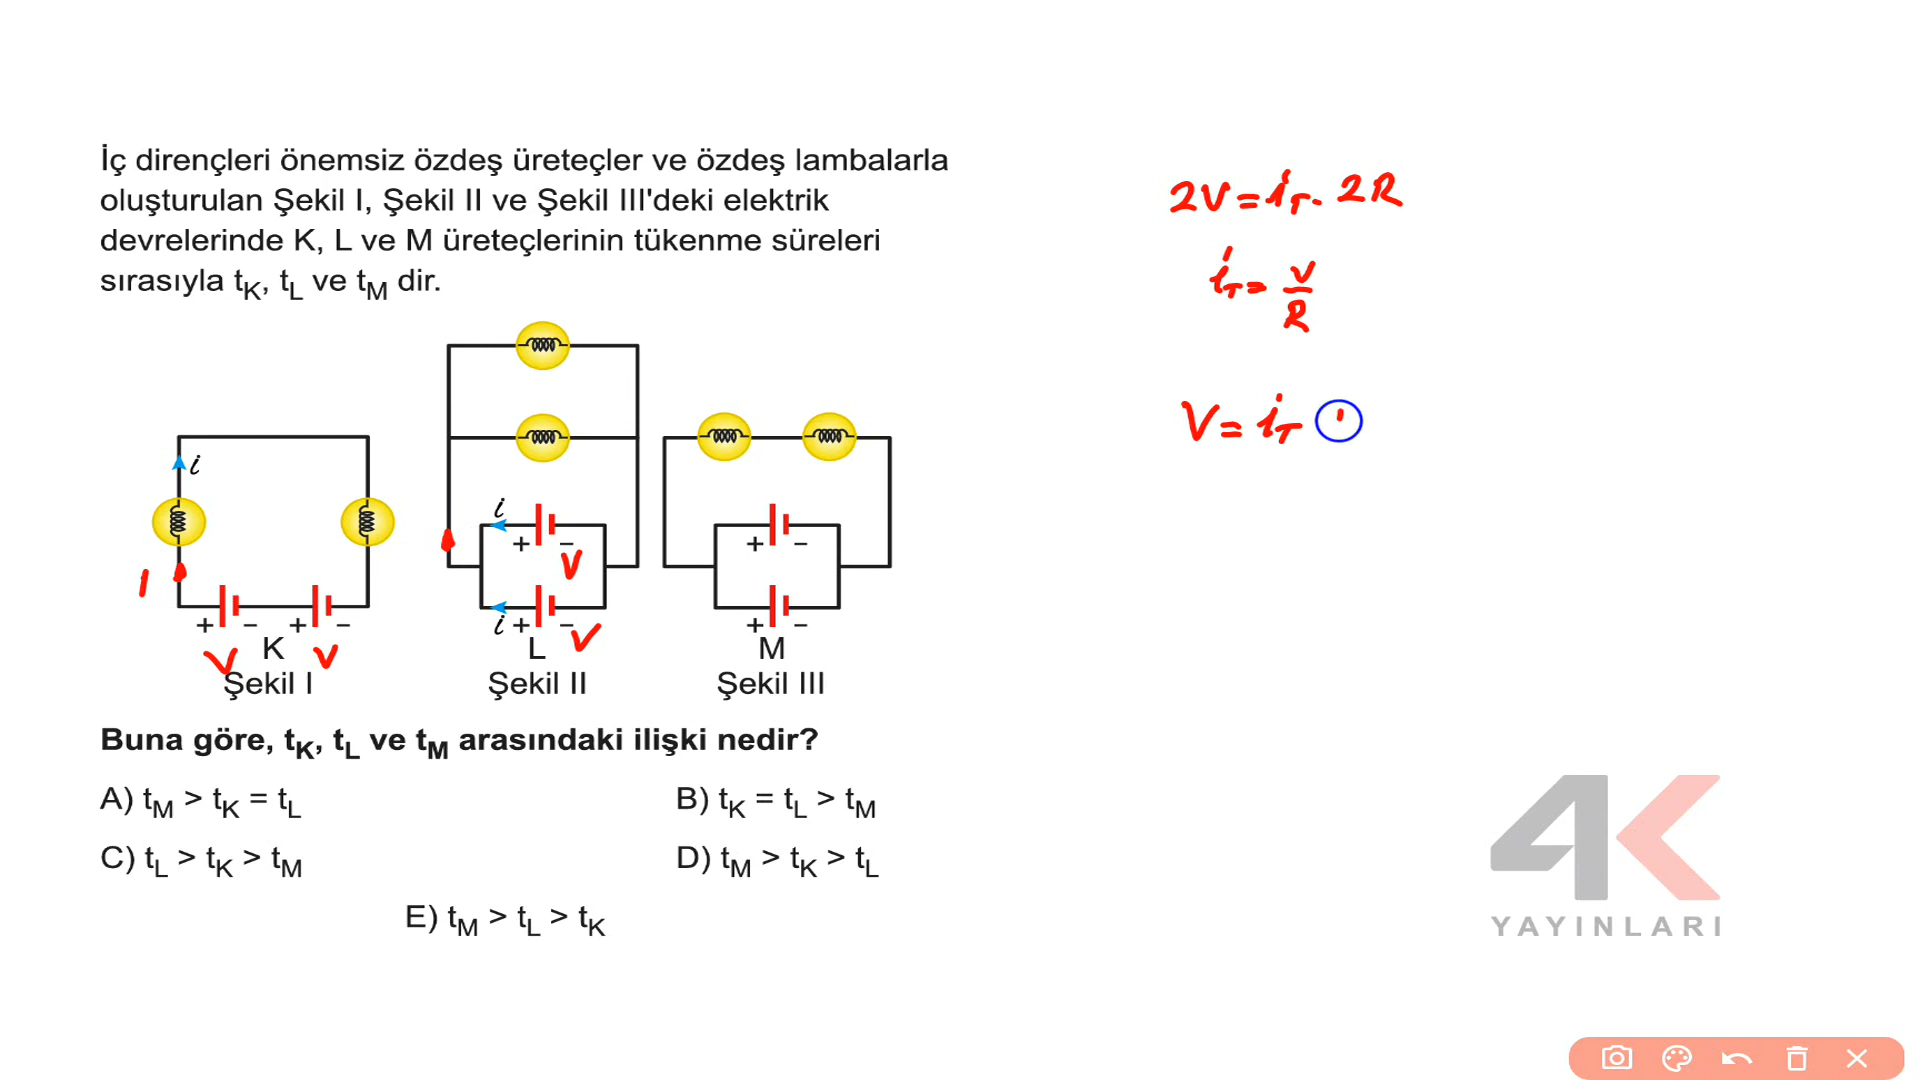 İç dirençleri önemsiz özdeş üreteçler ve özdeş lambalarla
oluşturulan Şekil I, Şekil II ve Şekil III'deki elektrik
devrelerinde K, L ve M üreteçlerinin tükenme süreleri
sırasıyla tK, tL ve tM dir.
i
i
i
+ − + −
+ −
+ −
+ −
+ −
K
L
M
V V
V
V
Şekil I
Şekil II
Şekil III
Buna göre, tK, tL ve tM arasındaki ilişki nedir?
A) tM > tK = tL
B) tK = tL > tM
C) tL > tK > tM
D) tM > tK > tL
E) tM > tL > tK
2V = iT . 2R
iT = V/R
V = iT
4K
YAYINLARI